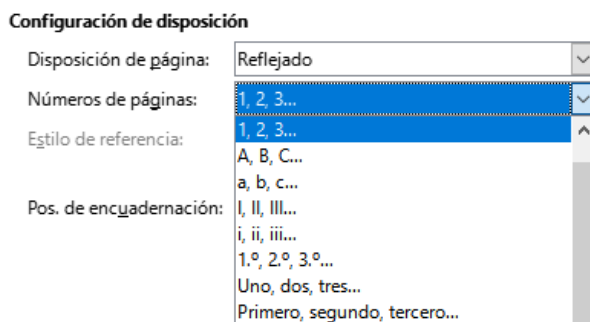 Configuración de disposición
Disposición de página: Reflejado
Números de páginas: 1, 2, 3...
1, 2, 3...
Estilo de referencia:
A, B, C...
a, b, c...
Pos. de encuadernación: I, II, III...
i, ii, iii...
1.º, 2.º, 3.º...
Uno, dos, tres...
Primero, segundo, tercero...